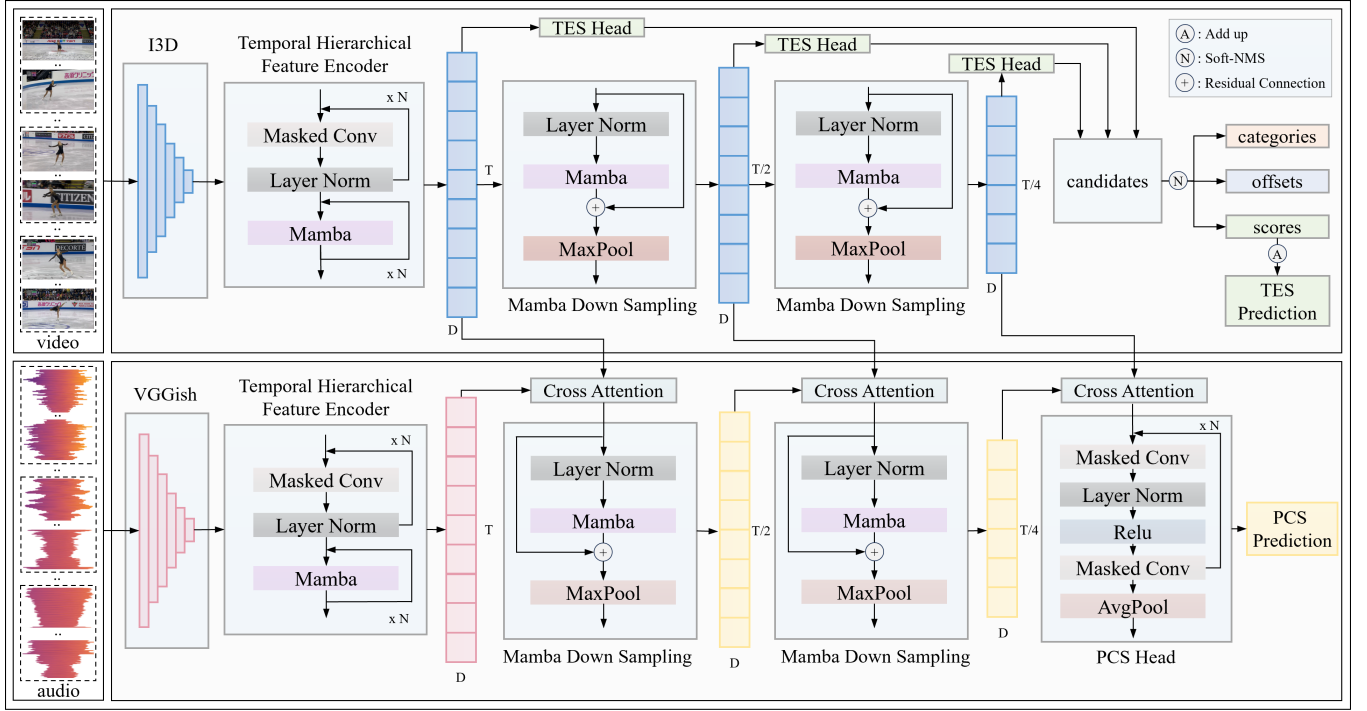 I3D
Temporal Hierarchical
Feature Encoder
x N
Masked Conv
Layer Norm
Mamba
x N
T
D
TES Head
Layer Norm
Mamba
+
MaxPool
Mamba Down Sampling
T/2
D
TES Head
Layer Norm
Mamba
+
MaxPool
Mamba Down Sampling
T/4
D
TES Head
A : Add up
N : Soft-NMS
+ : Residual Connection
candidates
N
categories
offsets
scores
A
TES
Prediction
DECORTE
video
VGGish
Temporal Hierarchical
Feature Encoder
x N
Masked Conv
Layer Norm
Mamba
x N
T
D
Cross Attention
Layer Norm
Mamba
+
MaxPool
Mamba Down Sampling
T/2
D
Cross Attention
Layer Norm
Mamba
+
MaxPool
Mamba Down Sampling
T/4
D
Cross Attention
x N
Masked Conv
Layer Norm
Relu
Masked Conv
AvgPool
PCS Head
PCS
Prediction
audio